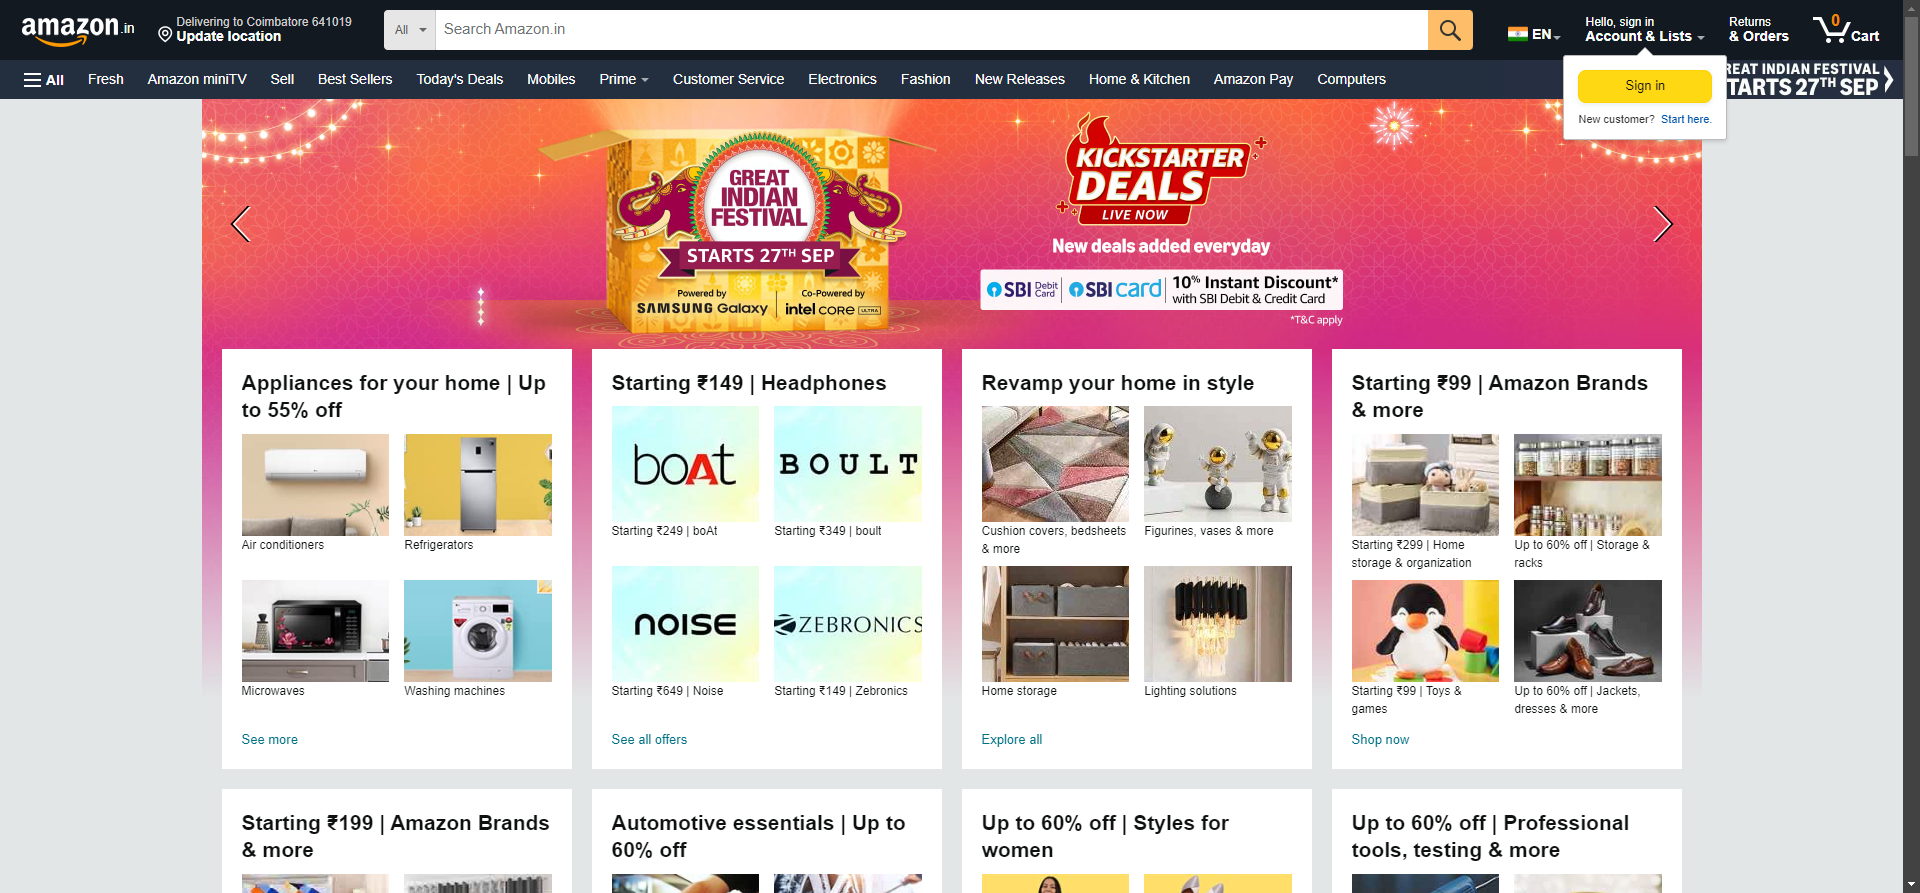 amazon.in
Delivering to Coimbatore 641019
Update location
All
Search Amazon.in
EN
Hello, sign in
Account & Lists
Returns
& Orders
0
Cart
All
Fresh
Amazon miniTV
Sell
Best Sellers
Today's Deals
Mobiles
Prime
Customer Service
Electronics
Fashion
New Releases
Home & Kitchen
Amazon Pay
Computers
REAT INDIAN FESTIVAL
TARTS 27TH SEP
Sign in
New customer? Start here.
GREAT
INDIAN
FESTIVAL
STARTS 27TH SEP
Powered by
SAMSUNG Galaxy
Co-Powered by
intel CORE ULTRA
KICKSTARTER
DEALS
LIVE NOW
New deals added everyday
SBI Debit Card
SBI card
10% Instant Discount*
with SBI Debit & Credit Card
*T&C apply
Appliances for your home | Up
to 55% off
Air conditioners
Refrigerators
Microwaves
Washing machines
See more
Starting ₹149 | Headphones
boAt
BOULT
Starting ₹249 | boAt
Starting ₹349 | boult
noise
ZEBRONICS
Starting ₹649 | Noise
Starting ₹149 | Zebronics
See all offers
Revamp your home in style
Cushion covers, bedsheets
& more
Figurines, vases & more
Home storage
Lighting solutions
Explore all
Starting ₹99 | Amazon Brands
& more
Starting ₹299 | Home
storage & organization
Up to 60% off | Storage &
racks
Starting ₹99 | Toys &
games
Up to 60% off | Jackets,
dresses & more
Shop now
Starting ₹199 | Amazon Brands
& more
Automotive essentials | Up to
60% off
Up to 60% off | Styles for
women
Up to 60% off | Professional
tools, testing & more